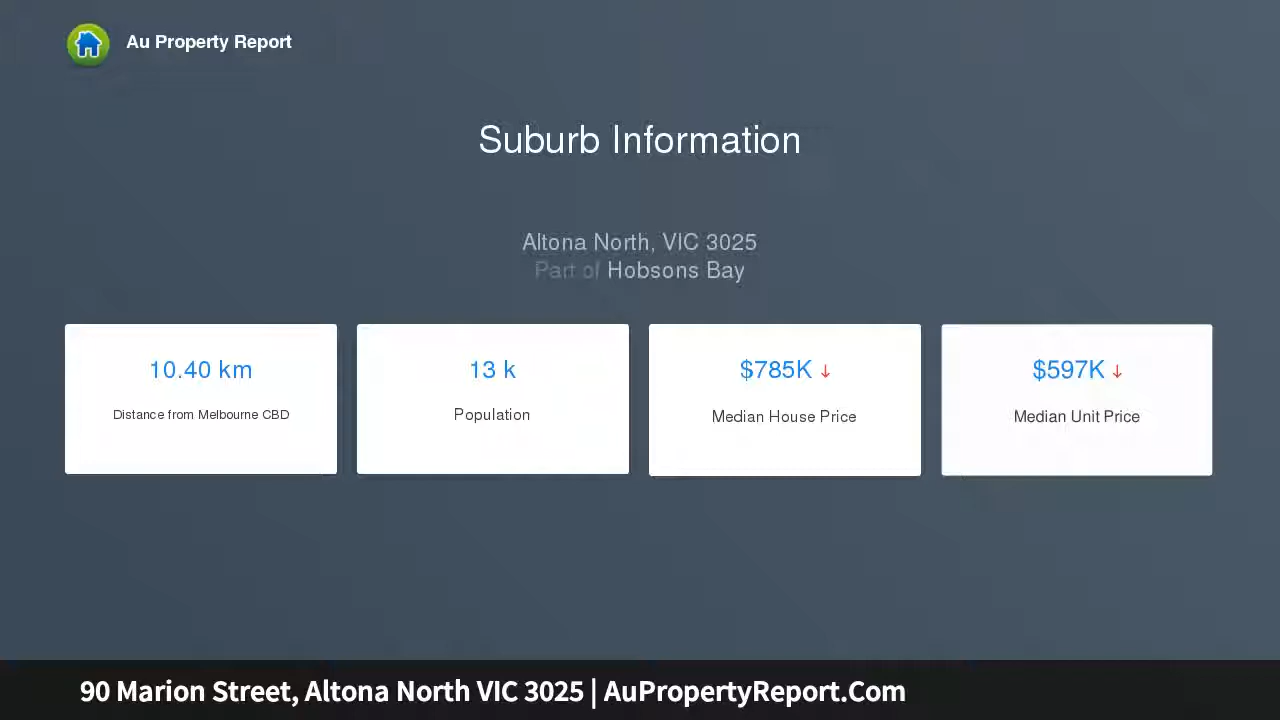 Au Property Report
Suburb Information
Altona North, VIC 3025
Part of Hobsons Bay
10.40 km
Distance from Melbourne CBD
13 k
Population
$785K ↓
Median House Price
$597K ↓
Median Unit Price
90 Marion Street, Altona North VIC 3025 | AuPropertyReport.Com